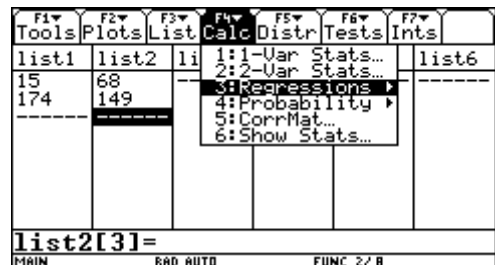 F1 F2 F3 F4 F5 F6 F7
Tools Plots List Calc Distr Tests Ints
list1 list2 li list6
1:1-Var Stats…
2:2-Var Stats…
3:Regressions
4:Probability
5:CorrMat…
6:Show Stats…
15 68
174 149
list2[3]=
MAIN RAD AUTO FUNC 2/8